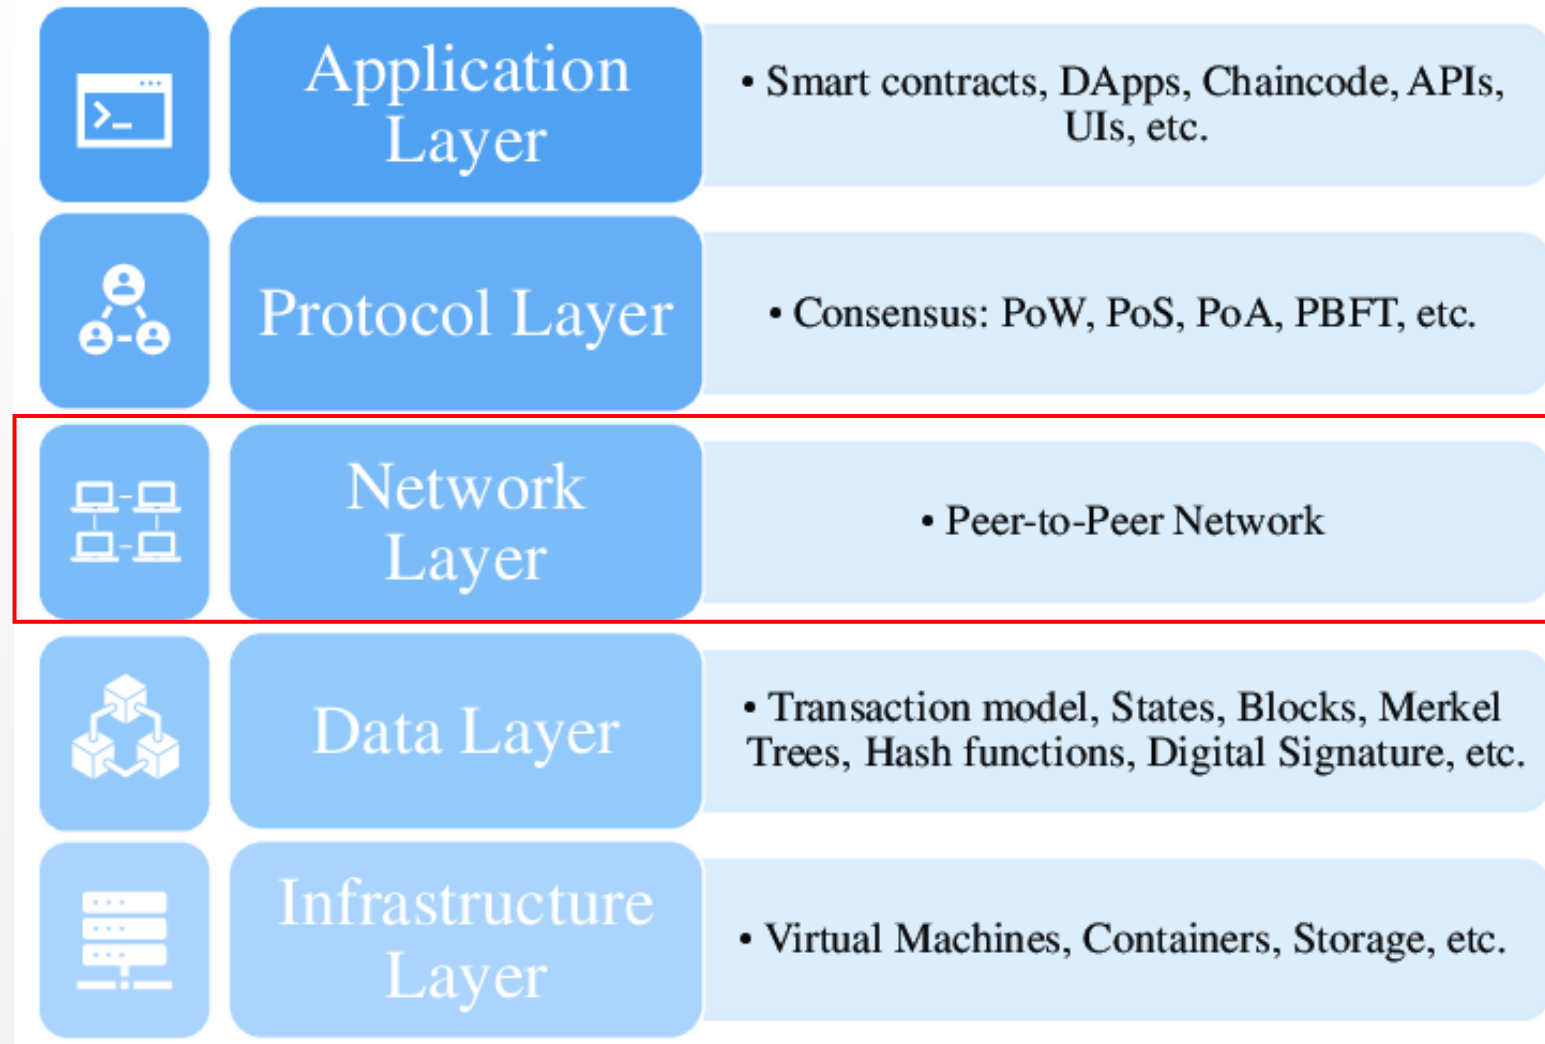 Application
Layer
• Smart contracts, DApps, Chaincode, APIs,
UIs, etc.
Protocol Layer
• Consensus: PoW, PoS, PoA, PBFT, etc.
Network
Layer
• Peer-to-Peer Network
Data Layer
• Transaction model, States, Blocks, Merkel
Trees, Hash functions, Digital Signature, etc.
Infrastructure
Layer
• Virtual Machines, Containers, Storage, etc.